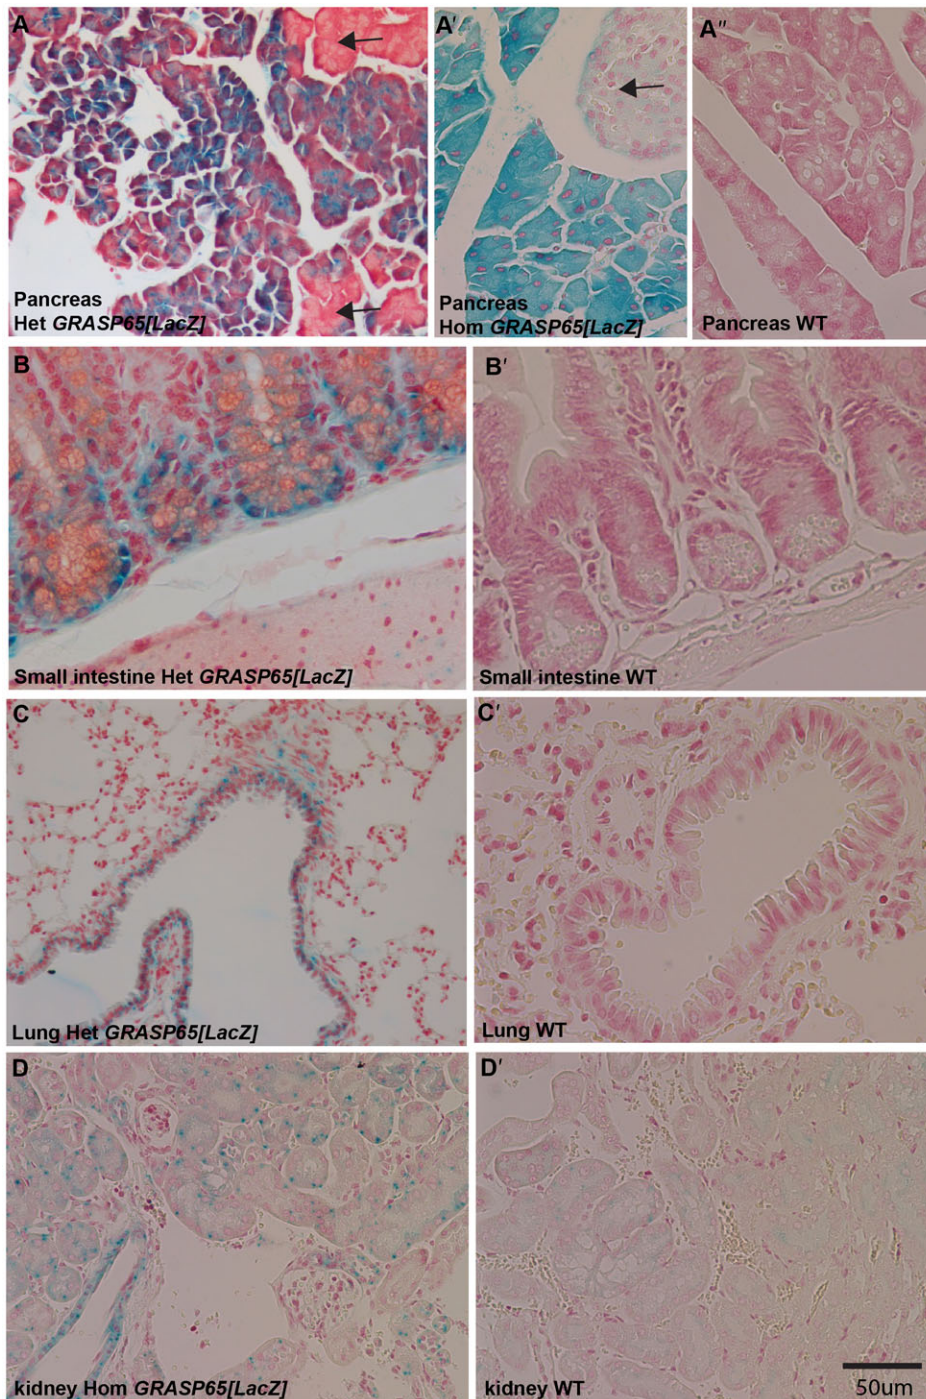 A
A′
A″
Pancreas
Het GRASP65[LacZ]
Pancreas
Hom GRASP65[LacZ]
Pancreas WT
B
B′
Small intestine Het GRASP65[LacZ]
Small intestine WT
C
C′
Lung Het GRASP65[LacZ]
Lung WT
D
D′
kidney Hom GRASP65[LacZ]
kidney WT
50um